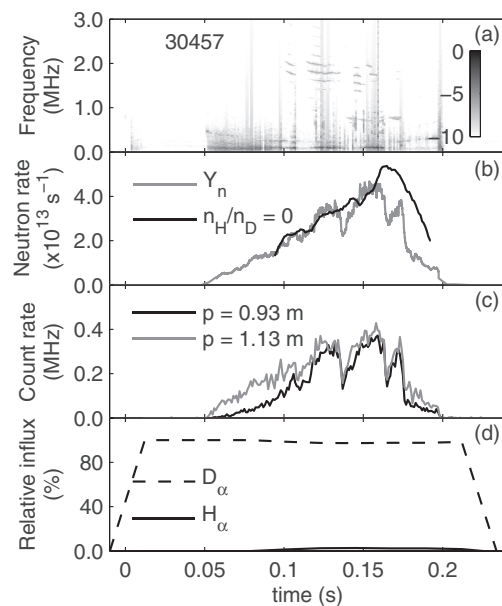 30457
(a)
3.0
2.0
1.0
0.0
Frequency
(MHz)
0
−5
−10
(b)
Yₙ
n_H/n_D = 0
6.0
4.0
2.0
0
Neutron rate
(x10¹³ s⁻¹)
(c)
p = 0.93 m
p = 1.13 m
0.4
0.2
0
Count rate
(MHz)
(d)
80
40
0.0
Relative influx
(%)
D_α
H_α
0 0.05 0.1 0.15 0.2
time (s)